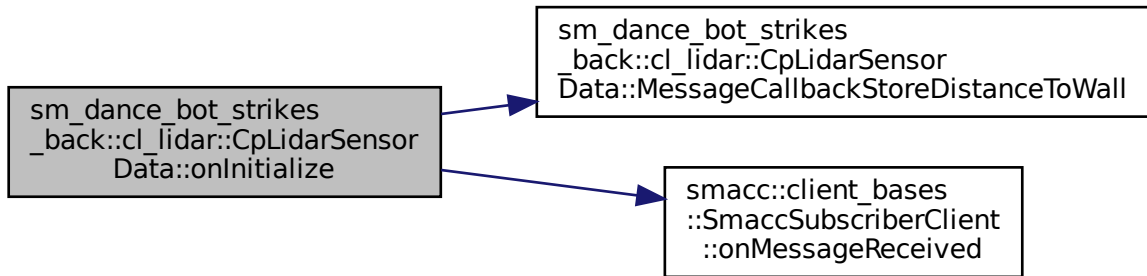 sm_dance_bot_strikes
_back::cl_lidar::CpLidarSensor
Data::onInitialize
sm_dance_bot_strikes
_back::cl_lidar::CpLidarSensor
Data::MessageCallbackStoreDistanceToWall
smacc::client_bases
::SmaccSubscriberClient
::onMessageReceived